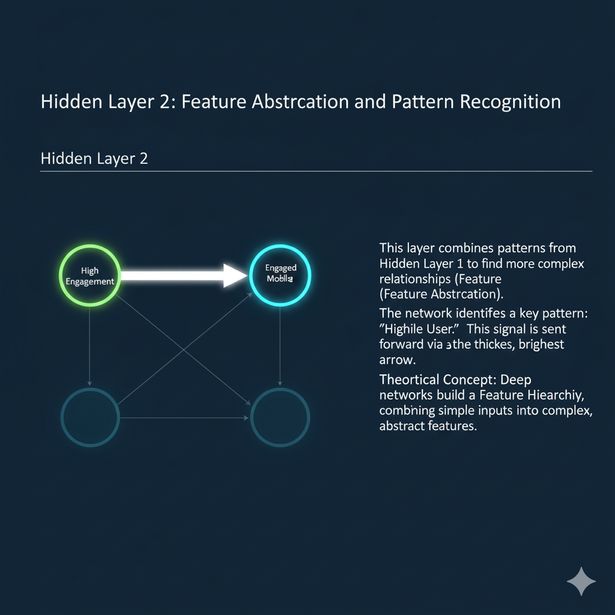 Hidden Layer 2: Feature Abstrcation and Pattern Recognition
Hidden Layer 2
High
Engagement
Engaged
This layer combines patterns from
Hidden Layer 1 to find more complex
relationships (Feature
(Feature Abstrcation).
The network identifes a key pattern:
“Highile User.” This signal is sent
forward via the thickes, brighest
arrow.
Theortical Concept: Deep
networks build a Feature Hiearchiy,
combining simple inputs into complex,
abstract features.